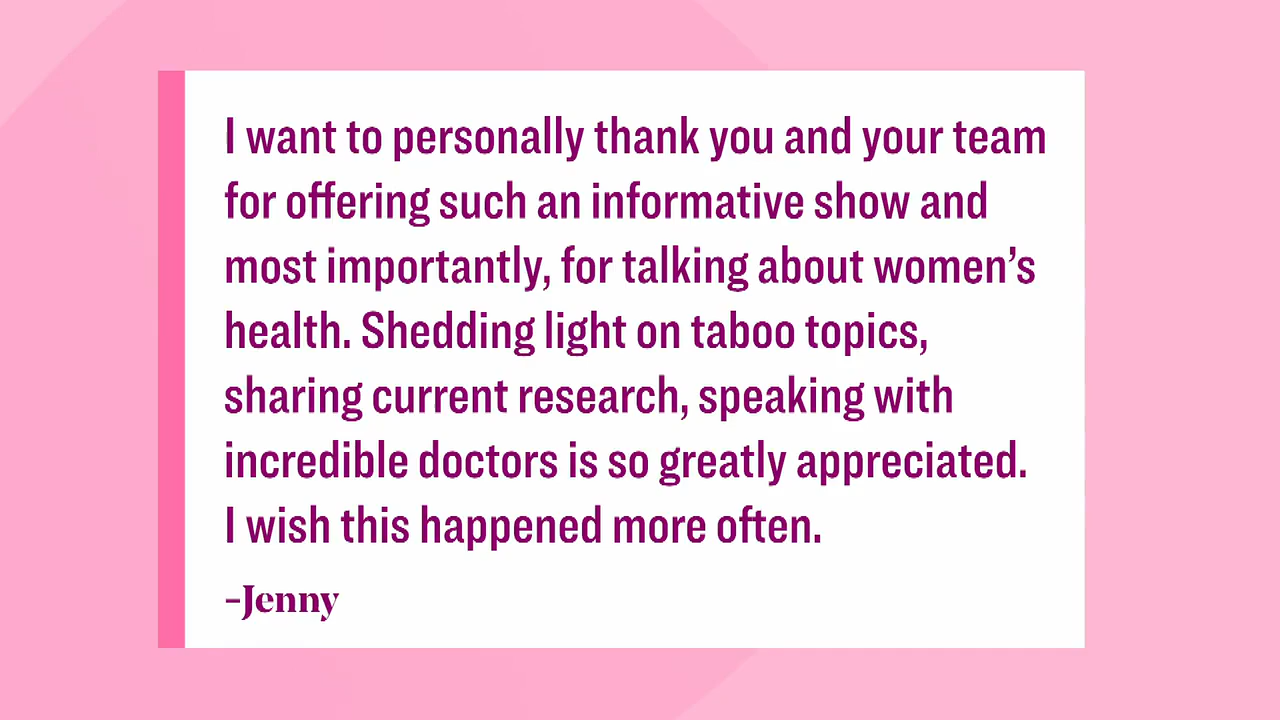 I want to personally thank you and your team
for offering such an informative show and
most importantly, for talking about women’s
health. Shedding light on taboo topics,
sharing current research, speaking with
incredible doctors is so greatly appreciated.
I wish this happened more often.
–Jenny